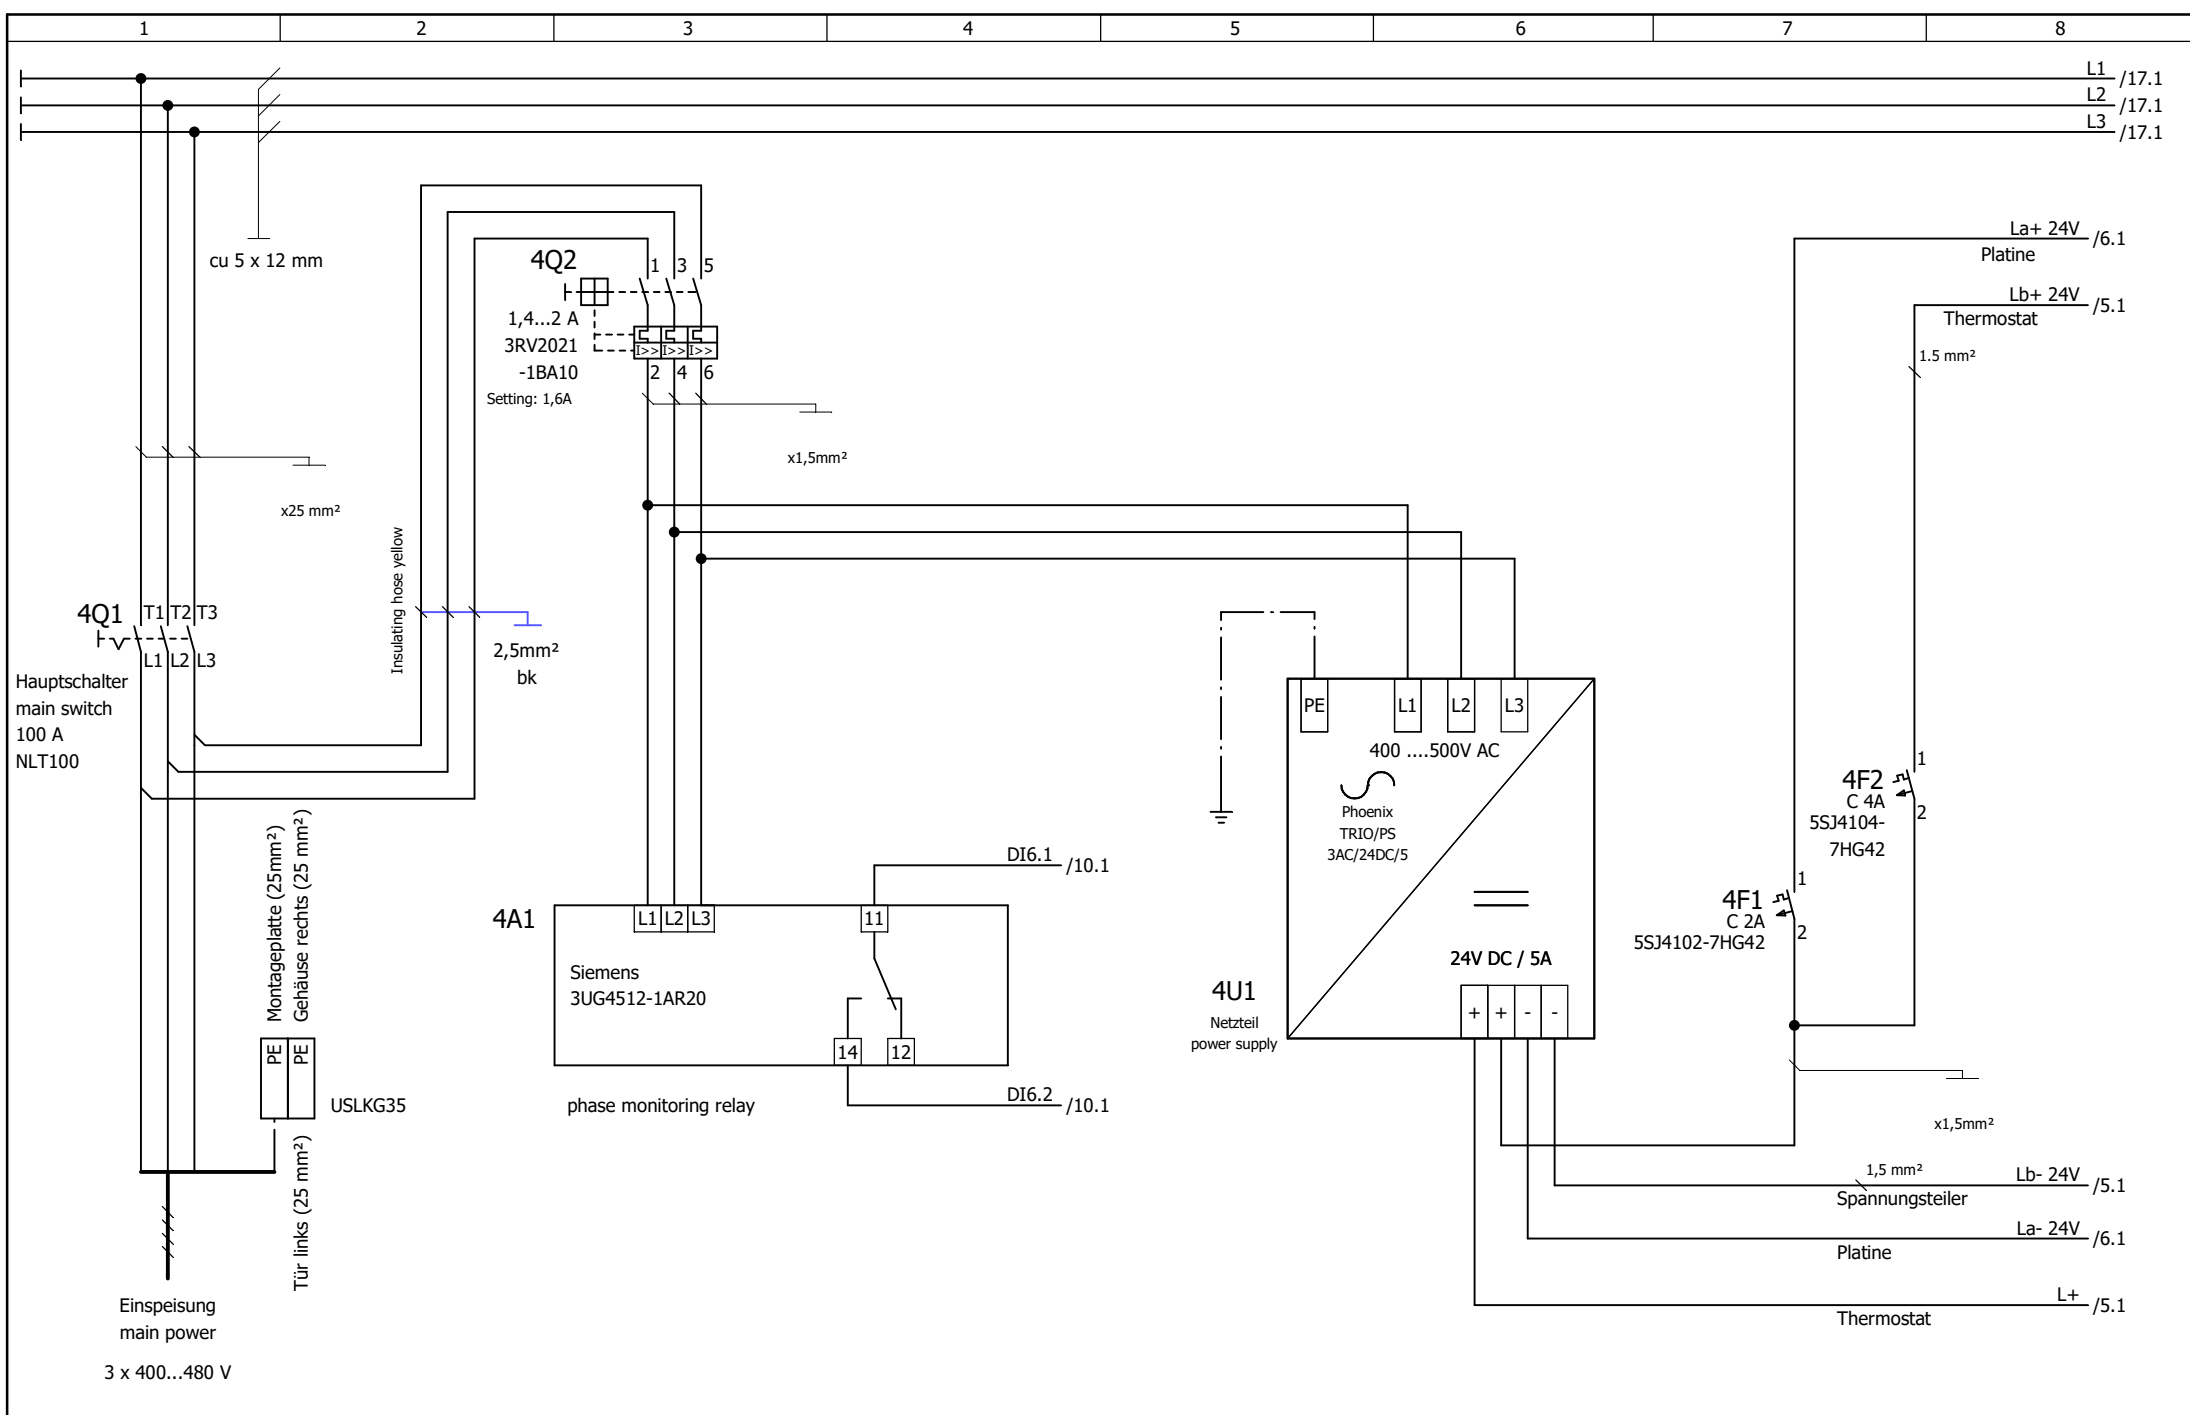 1 2 3 4 5 6 7 8
L1 /17.1
L2 /17.1
L3 /17.1
cu 5 x 12 mm
4Q2
1 3 5
1,4...2 A
3RV2021
-1BA10
Setting: 1,6A
I>> I>> I>>
2 4 6
x1,5mm²
La+ 24V /6.1
Platine
Lb+ 24V /5.1
Thermostat
1.5 mm²
x25 mm²
Insulating hose yellow
2,5mm²
bk
4Q1
T1 T2 T3
L1 L2 L3
Hauptschalter
main switch
100 A
NLT100
Montageplatte (25mm²)
Gehäuse rechts (25 mm²)
PE PE
USLKG35
Tür links (25 mm²)
Einspeisung
main power
3 x 400...480 V
4A1
L1 L2 L3
11
Siemens
3UG4512-1AR20
14 12
phase monitoring relay
DI6.1 /10.1
DI6.2 /10.1
PE L1 L2 L3
400 ....500V AC
Phoenix
TRIO/PS
3AC/24DC/5
24V DC / 5A
+ + - -
4U1
Netzteil
power supply
4F2
C 4A
5SJ4104-
7HG42
1
2
4F1
C 2A
5SJ4102-7HG42
1
2
x1,5mm²
1,5 mm²
Lb- 24V /5.1
Spannungsteiler
La- 24V /6.1
Platine
L+ /5.1
Thermostat